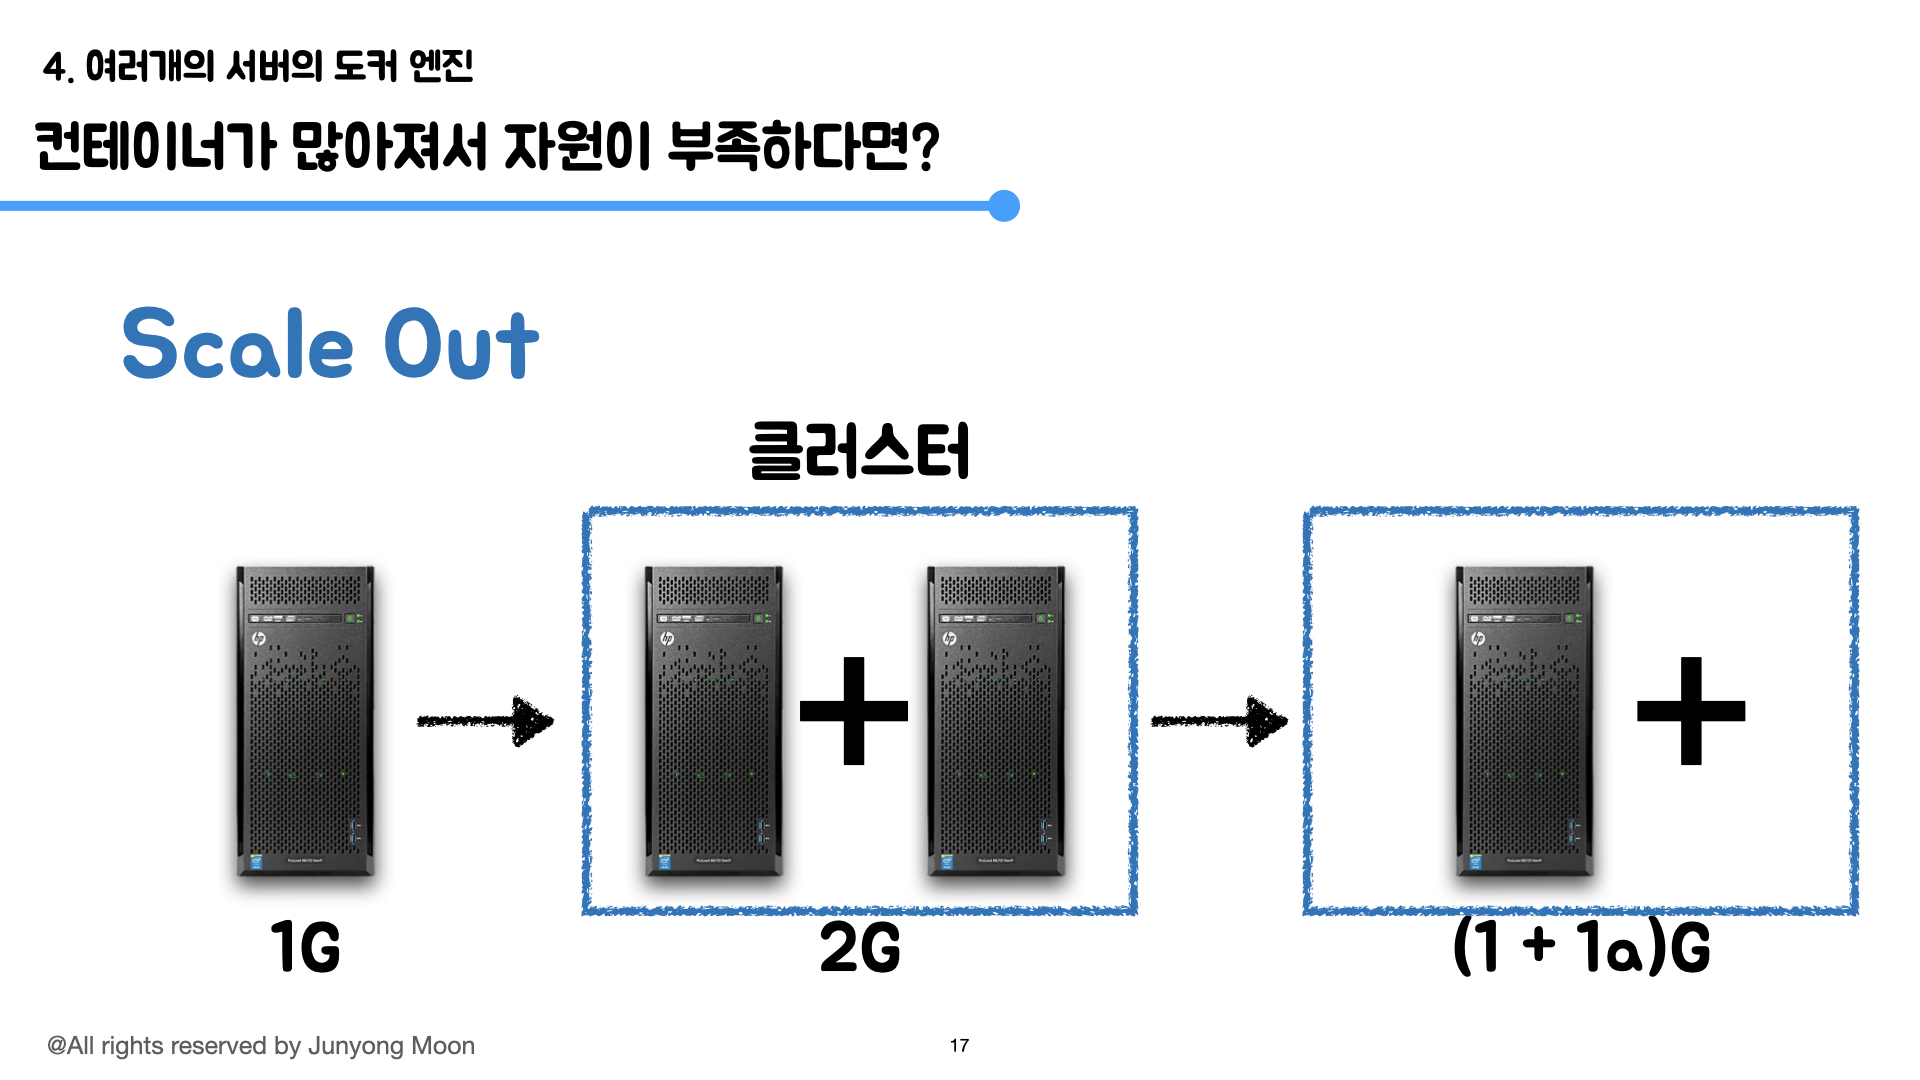 4. 여러개의 서버의 도커 엔진
컨테이너가 많아져서 자원이 부족하다면?
Scale Out
클러스터
1G
2G
(1 + 1a)G
@All rights reserved by Junyong Moon
17